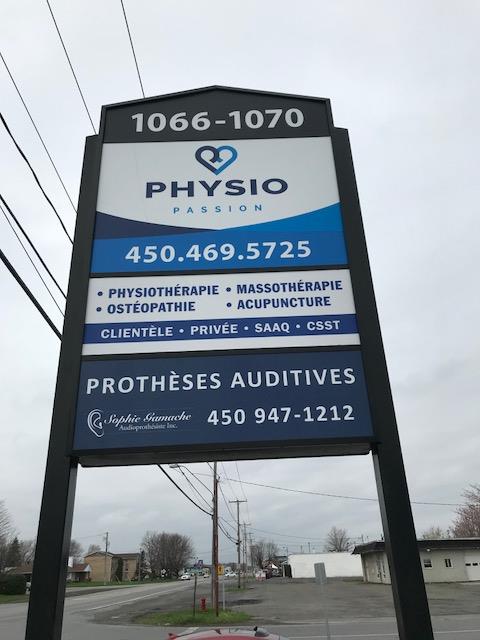 1066-1070
PHYSIO
PASSION
450.469.5725
• PHYSIOTHÉRAPIE • MASSOTHÉRAPIE
• OSTÉOPATHIE • ACUPUNCTURE
CLIENTÈLE • PRIVÉE • SAAQ • CSST
PROTHÈSES AUDITIVES
Sophie Gamache
Audioprothésiste Inc.
450 947-1212